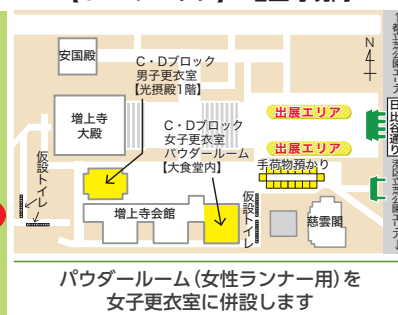 安国殿
C・Dブロック
男子更衣室
【光摂殿1階】
N
4
増上寺
大殿
C・Dブロック
女子更衣室
パウダールーム
【大食堂内】
出展エリア
出展エリア
手荷物預かり
日比谷通り
仮設トイレ
増上寺会館
仮設トイレ
慈雲閣
パウダールーム(女性ランナー用)を
女子更衣室に併設します